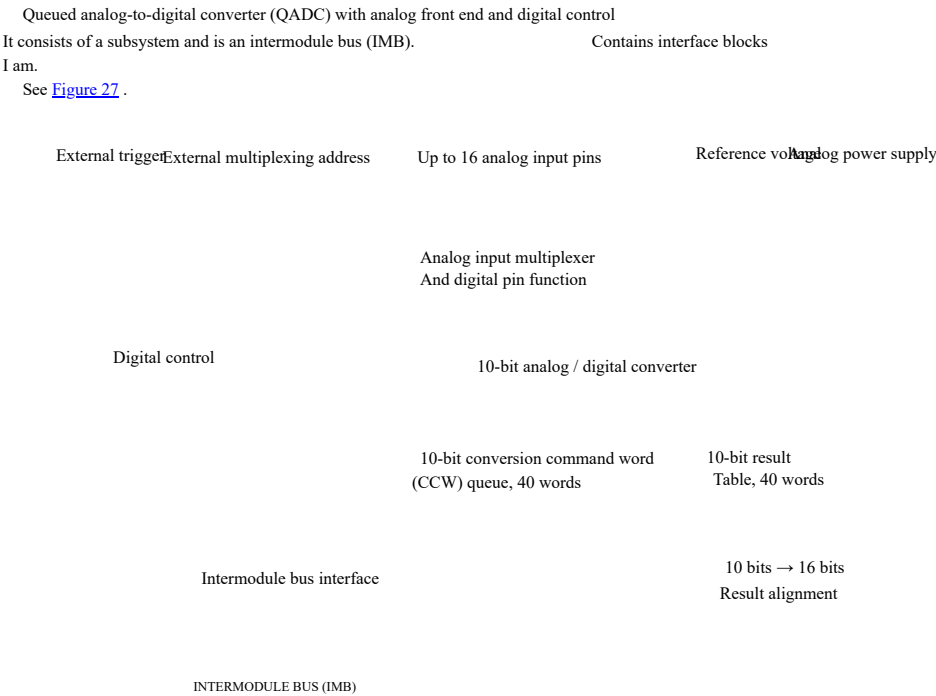 Queued analog-to-digital converter (QADC) with analog front end and digital control
It consists of a subsystem and is an intermodule bus (IMB). Contains interface blocks
I am.
See Figure 27 .
External trigger External multiplexing address Up to 16 analog input pins Reference voltage Analog power supply
Analog input multiplexer
And digital pin function
Digital control
10-bit analog / digital converter
10-bit conversion command word 10-bit result
(CCW) queue, 40 words Table, 40 words
10 bits → 16 bits
Intermodule bus interface
Result alignment
INTERMODULE BUS (IMB)